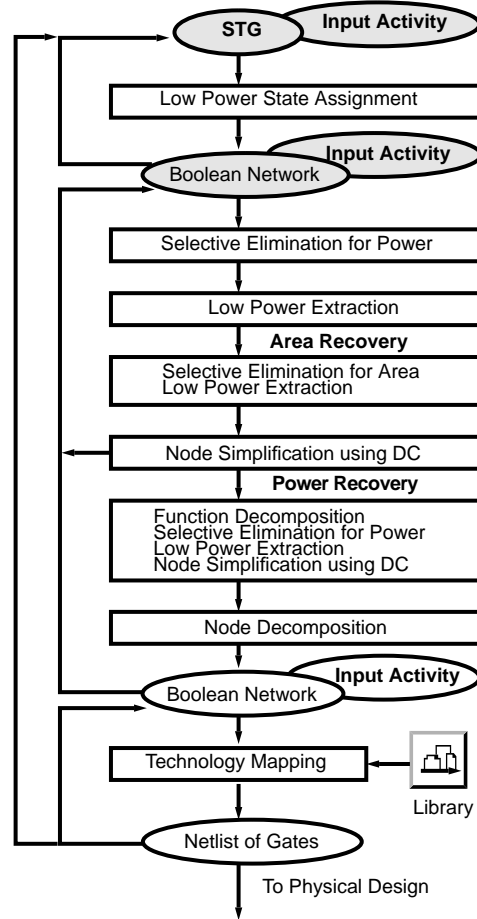 STG
Input Activity
Low Power State Assignment
Input Activity
Boolean Network
Selective Elimination for Power
Low Power Extraction
Area Recovery
Selective Elimination for Area
Low Power Extraction
Node Simplification using DC
Power Recovery
Function Decomposition
Selective Elimination for Power
Low Power Extraction
Node Simplification using DC
Node Decomposition
Input Activity
Boolean Network
Technology Mapping
Library
Netlist of Gates
To Physical Design